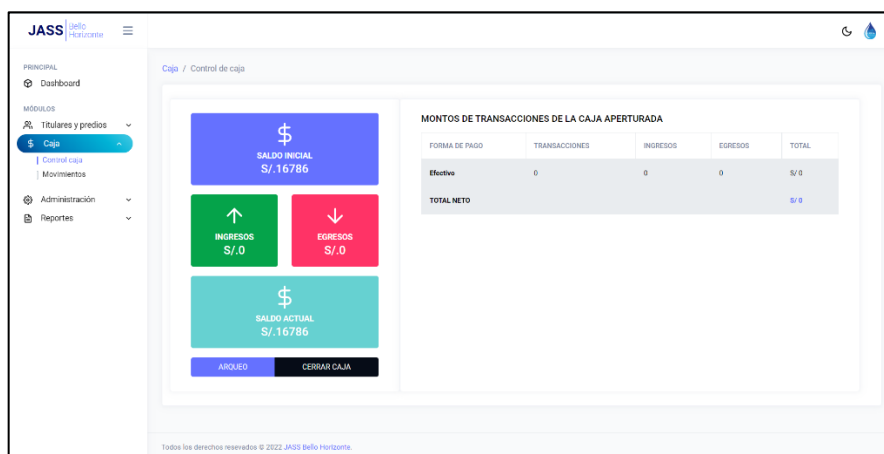 JASS Bello
Horizonte
PRINCIPAL
Dashboard
MÓDULOS
Titulares y predios
$ Caja
Control caja
Movimientos
Administración
Reportes
Caja / Control de caja
$
SALDO INICIAL
S/.16786
INGRESOS
S/.0
EGRESOS
S/.0
$
SALDO ACTUAL
S/.16786
ARQUEO
CERRAR CAJA
MONTOS DE TRANSACCIONES DE LA CAJA APERTURADA
FORMA DE PAGO TRANSACCIONES INGRESOS EGRESOS TOTAL
Efectivo 0 0 0 S/ 0
TOTAL NETO S/ 0
Todos los derechos reservados © 2022 JASS Bello Horizonte.